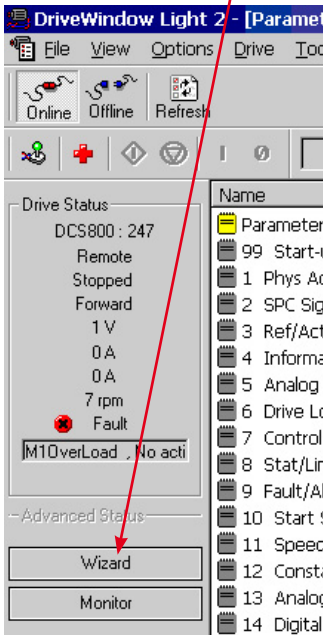 DriveWindow Light 2 - [Paramet
File View Options Drive Too
Online Offline Refresh
I 0
Name
Drive Status
DCS800 : 247
Remote
Stopped
Forward
1 V
0 A
0 A
7 rpm
Fault
M1OverLoad , No acti
Advanced Status
Wizard
Monitor
Parameter
99 Start-u
1 Phys Ac
2 SPC Sig
3 Ref/Act
4 Informa
5 Analog
6 Drive Lo
7 Control
8 Stat/Lim
9 Fault/Al
10 Start S
11 Speed
12 Consta
13 Analog
14 Digital